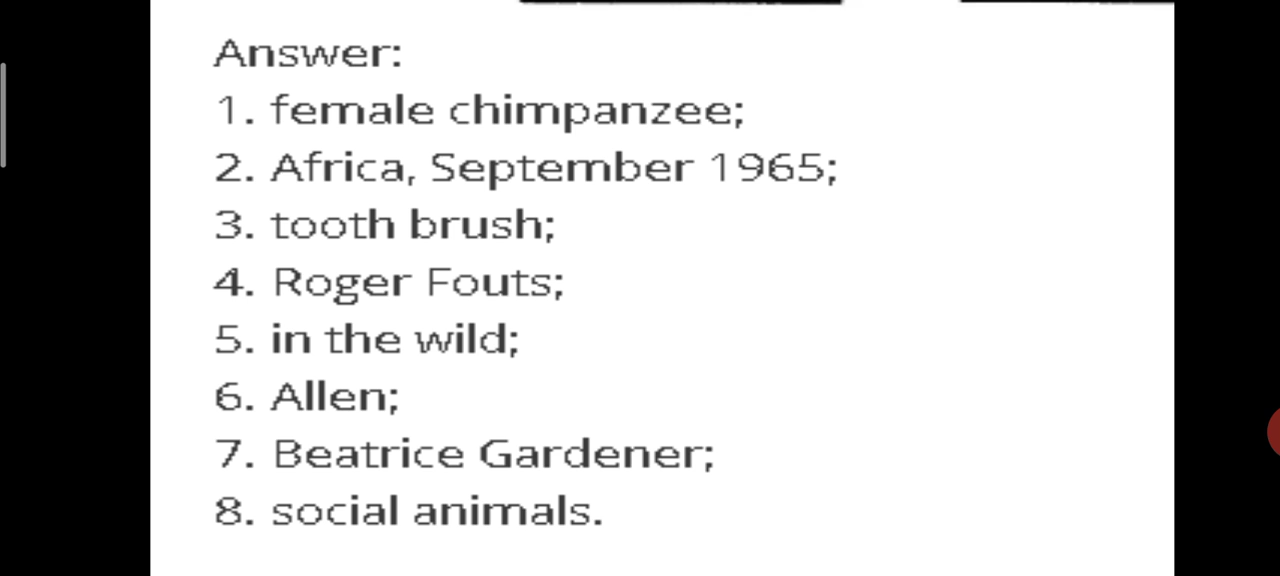 Answer:
1. female chimpanzee;
2. Africa, September 1965;
3. tooth brush;
4. Roger Fouts;
5. in the wild;
6. Allen;
7. Beatrice Gardener;
8. social animals.